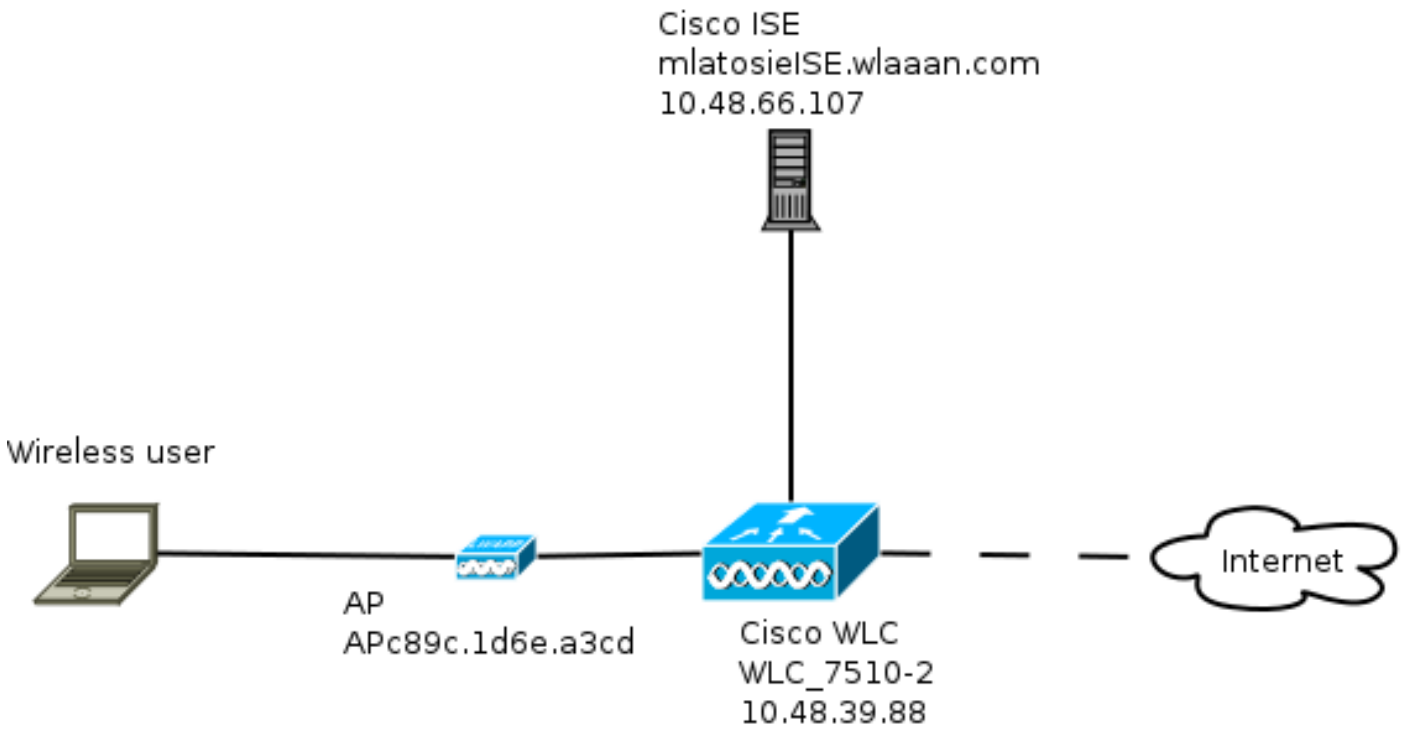 Cisco ISE
mlatosieISE.wlaaan.com
10.48.66.107
Wireless user
AP
APc89c.1d6e.a3cd
Cisco WLC
WLC_7510-2
10.48.39.88
Internet